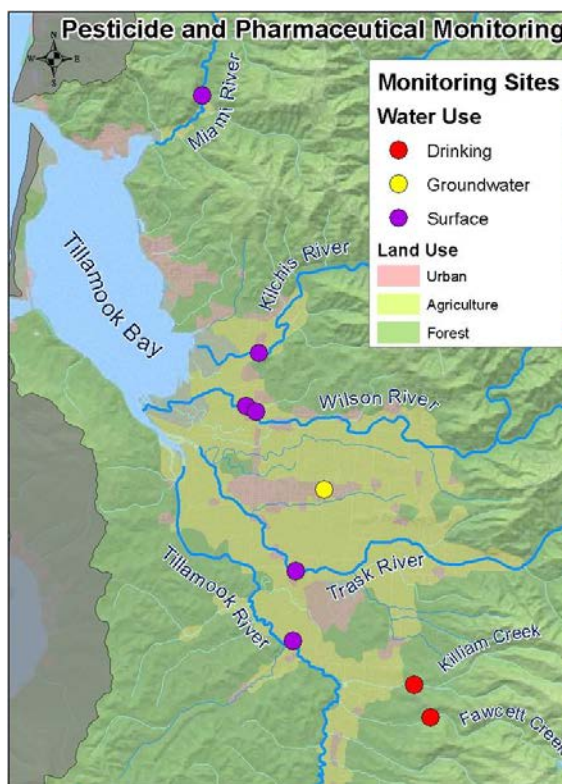 Pesticide and Pharmaceutical Monitoring
N
W E
S
Monitoring Sites
Water Use
Drinking
Groundwater
Surface
Land Use
Urban
Agriculture
Forest
Miami River
Kilchis River
Tillamook Bay
Wilson River
Trask River
Tillamook River
Killiam Creek
Fawcett Creek